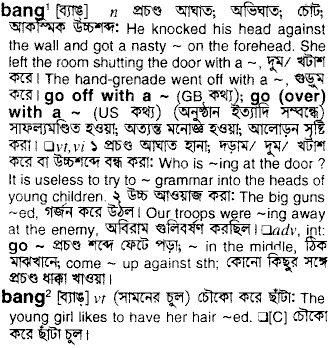 bang¹ [ব্যাঙ্] n প্রচণ্ড আঘাত; অভিঘাত; চোট;
আকস্মিক উচ্চশব্দ: He knocked his head against
the wall and got a nasty ~ on the forehead. She
left the room shutting the door with a ~, দুম/ খটাশ
করে। The hand-grenade went off with a ~, গুড়ুম
করে। go off with a ~ (GB কথ্য); go (over)
with a ~ (US কথ্য) (অনুষ্ঠান ইত্যাদি সম্বন্ধে)
সাফল্যমণ্ডিত হওয়া; অত্যন্ত মনোজ্ঞ হওয়া; আলোড়ন সৃষ্টি
করা। □vt,vi ১ প্রচণ্ড আঘাত হানা; দড়াম/ দুম/ খটাশ
করে বা উচ্চশব্দে বন্ধ করা: Who is ~ing at the door ?
It is useless to try to ~ grammar into the heads of
young children. ২ উচ্চ আওয়াজ করা: The big guns
~ed, গর্জন করে উঠল। Our troops were ~ing away
at the enemy, অবিরাম গুলিবর্ষণ করছিল। □adv, int:
go ~ প্রচণ্ড শব্দে ফেটে পড়া; ~ in the middle, ঠিক
মাঝখানে; come ~ up against sth; কোনো কিছুর সঙ্গে
প্রচণ্ড ধাক্কা খাওয়া।
bang² [ব্যাঙ্] vt (সামনের চুল) চৌকো করে ছাঁটা: The
young girl likes to have her hair ~ed. □[C] চৌকো
করে ছাঁটা চুল।